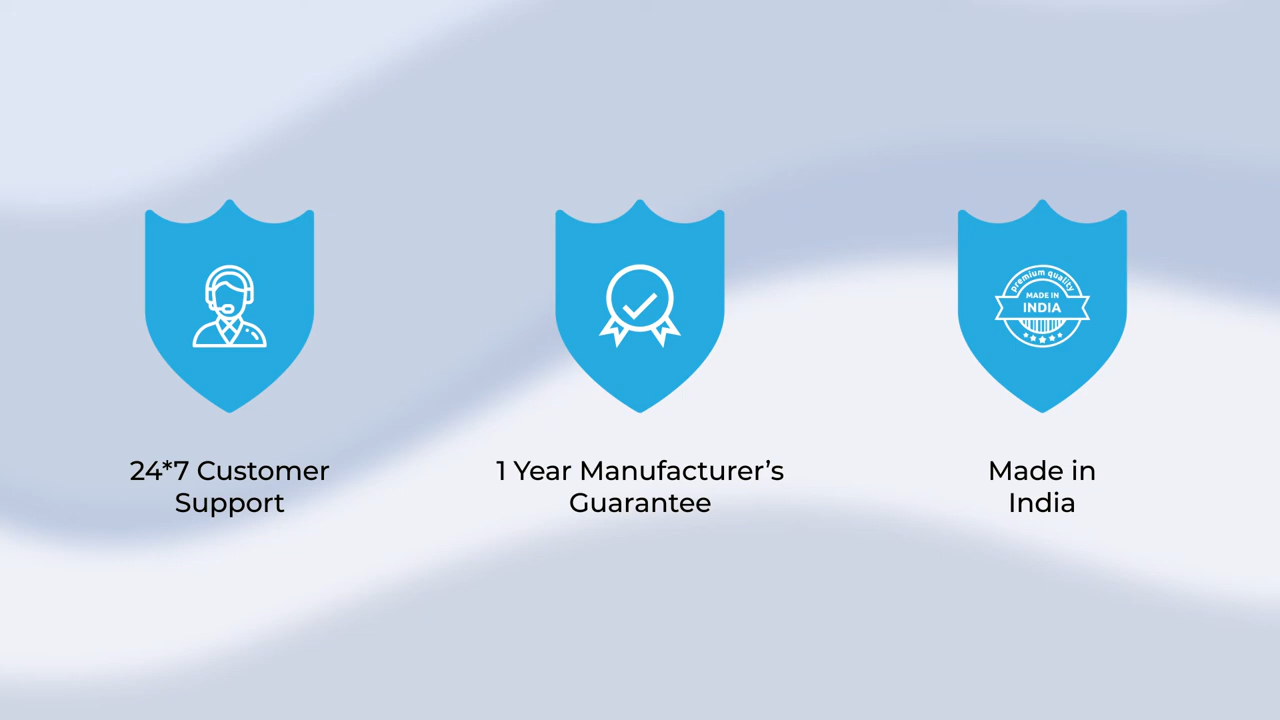 premium quality
MADE IN
INDIA
24*7 Customer
Support
1 Year Manufacturer’s
Guarantee
Made in
India